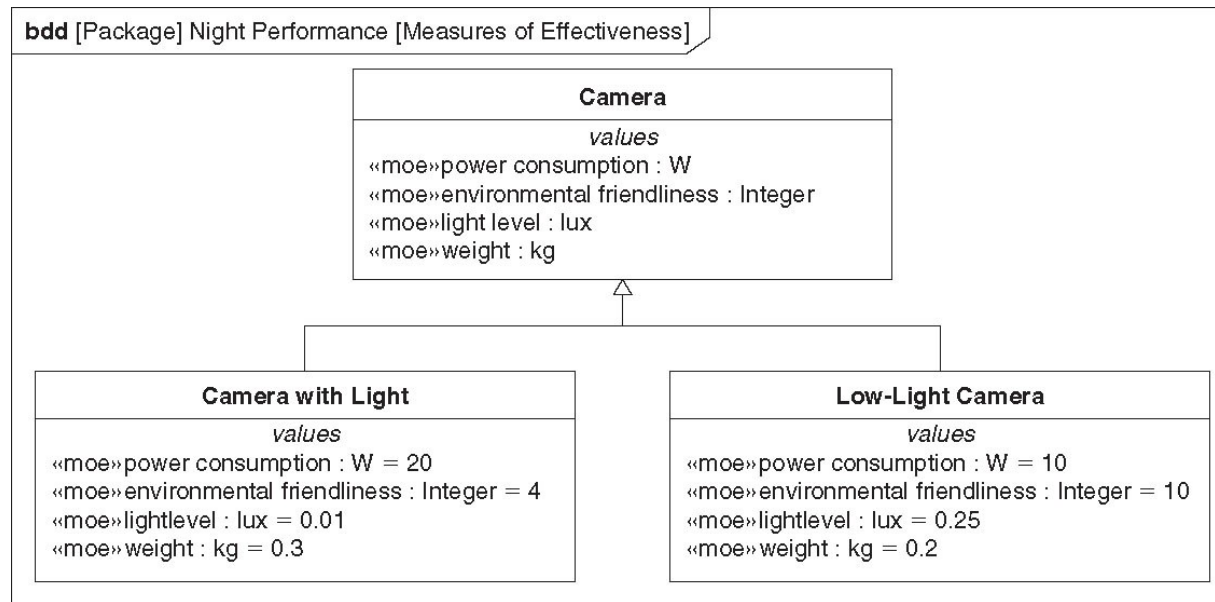 bdd [Package] Night Performance [Measures of Effectiveness]
Camera
values
«moe»power consumption : W
«moe»environmental friendliness : Integer
«moe»light level : lux
«moe»weight : kg
Camera with Light
values
«moe»power consumption : W = 20
«moe»environmental friendliness : Integer = 4
«moe»lightlevel : lux = 0.01
«moe»weight : kg = 0.3
Low-Light Camera
values
«moe»power consumption : W = 10
«moe»environmental friendliness : Integer = 10
«moe»lightlevel : lux = 0.25
«moe»weight : kg = 0.2